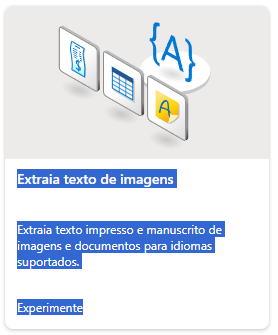 {A}
A
Extraia texto de imagens
Extraia texto impresso e manuscrito de
imagens e documentos para idiomas
suportados.
Experimente